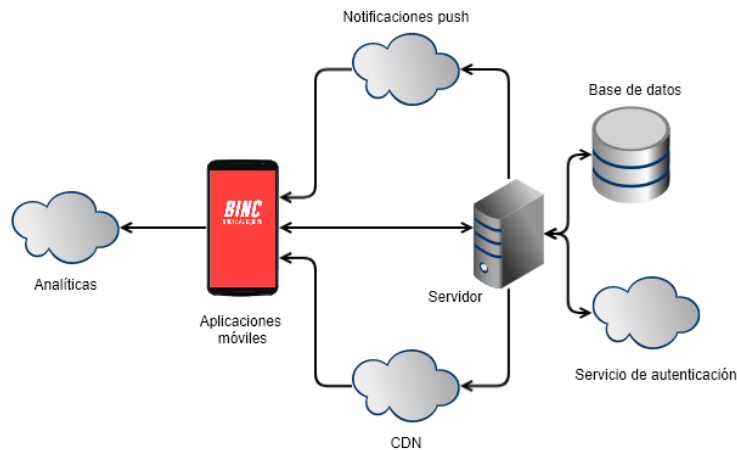 Notificaciones push
Base de datos
BINC
Analíticas
Servidor
Aplicaciones
móviles
Servicio de autenticación
CDN